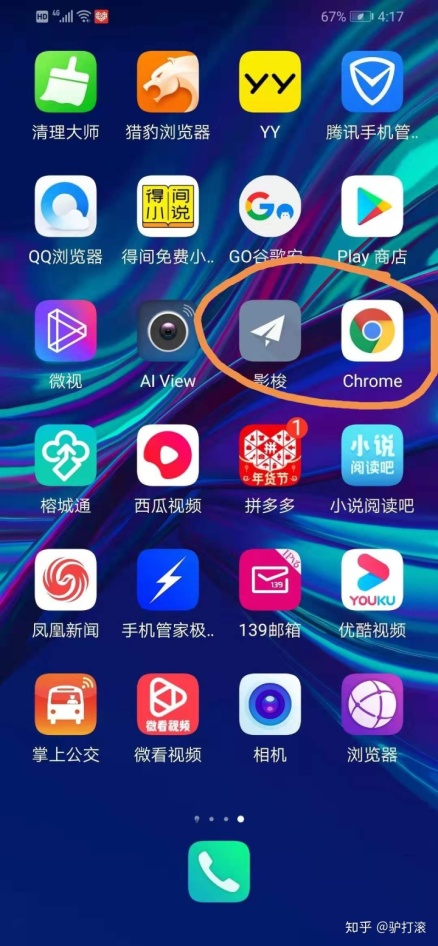 HD 4G 67% 4:17
清理大师 猎豹浏览器 YY 腾讯手机管..
得间小说
QQ浏览器 得间免费小.. GO谷歌安 Play 商店
微视 AI View 影梭 Chrome
拼 1 小说
年货节 阅读吧
榕城通 西瓜视频 拼多多 小说阅读吧
IPv6
139 YOUKU
凤凰新闻 手机管家极.. 139邮箱 优酷视频
微看视频
掌上公交 微看视频 相机 浏览器
知乎 @驴打滚